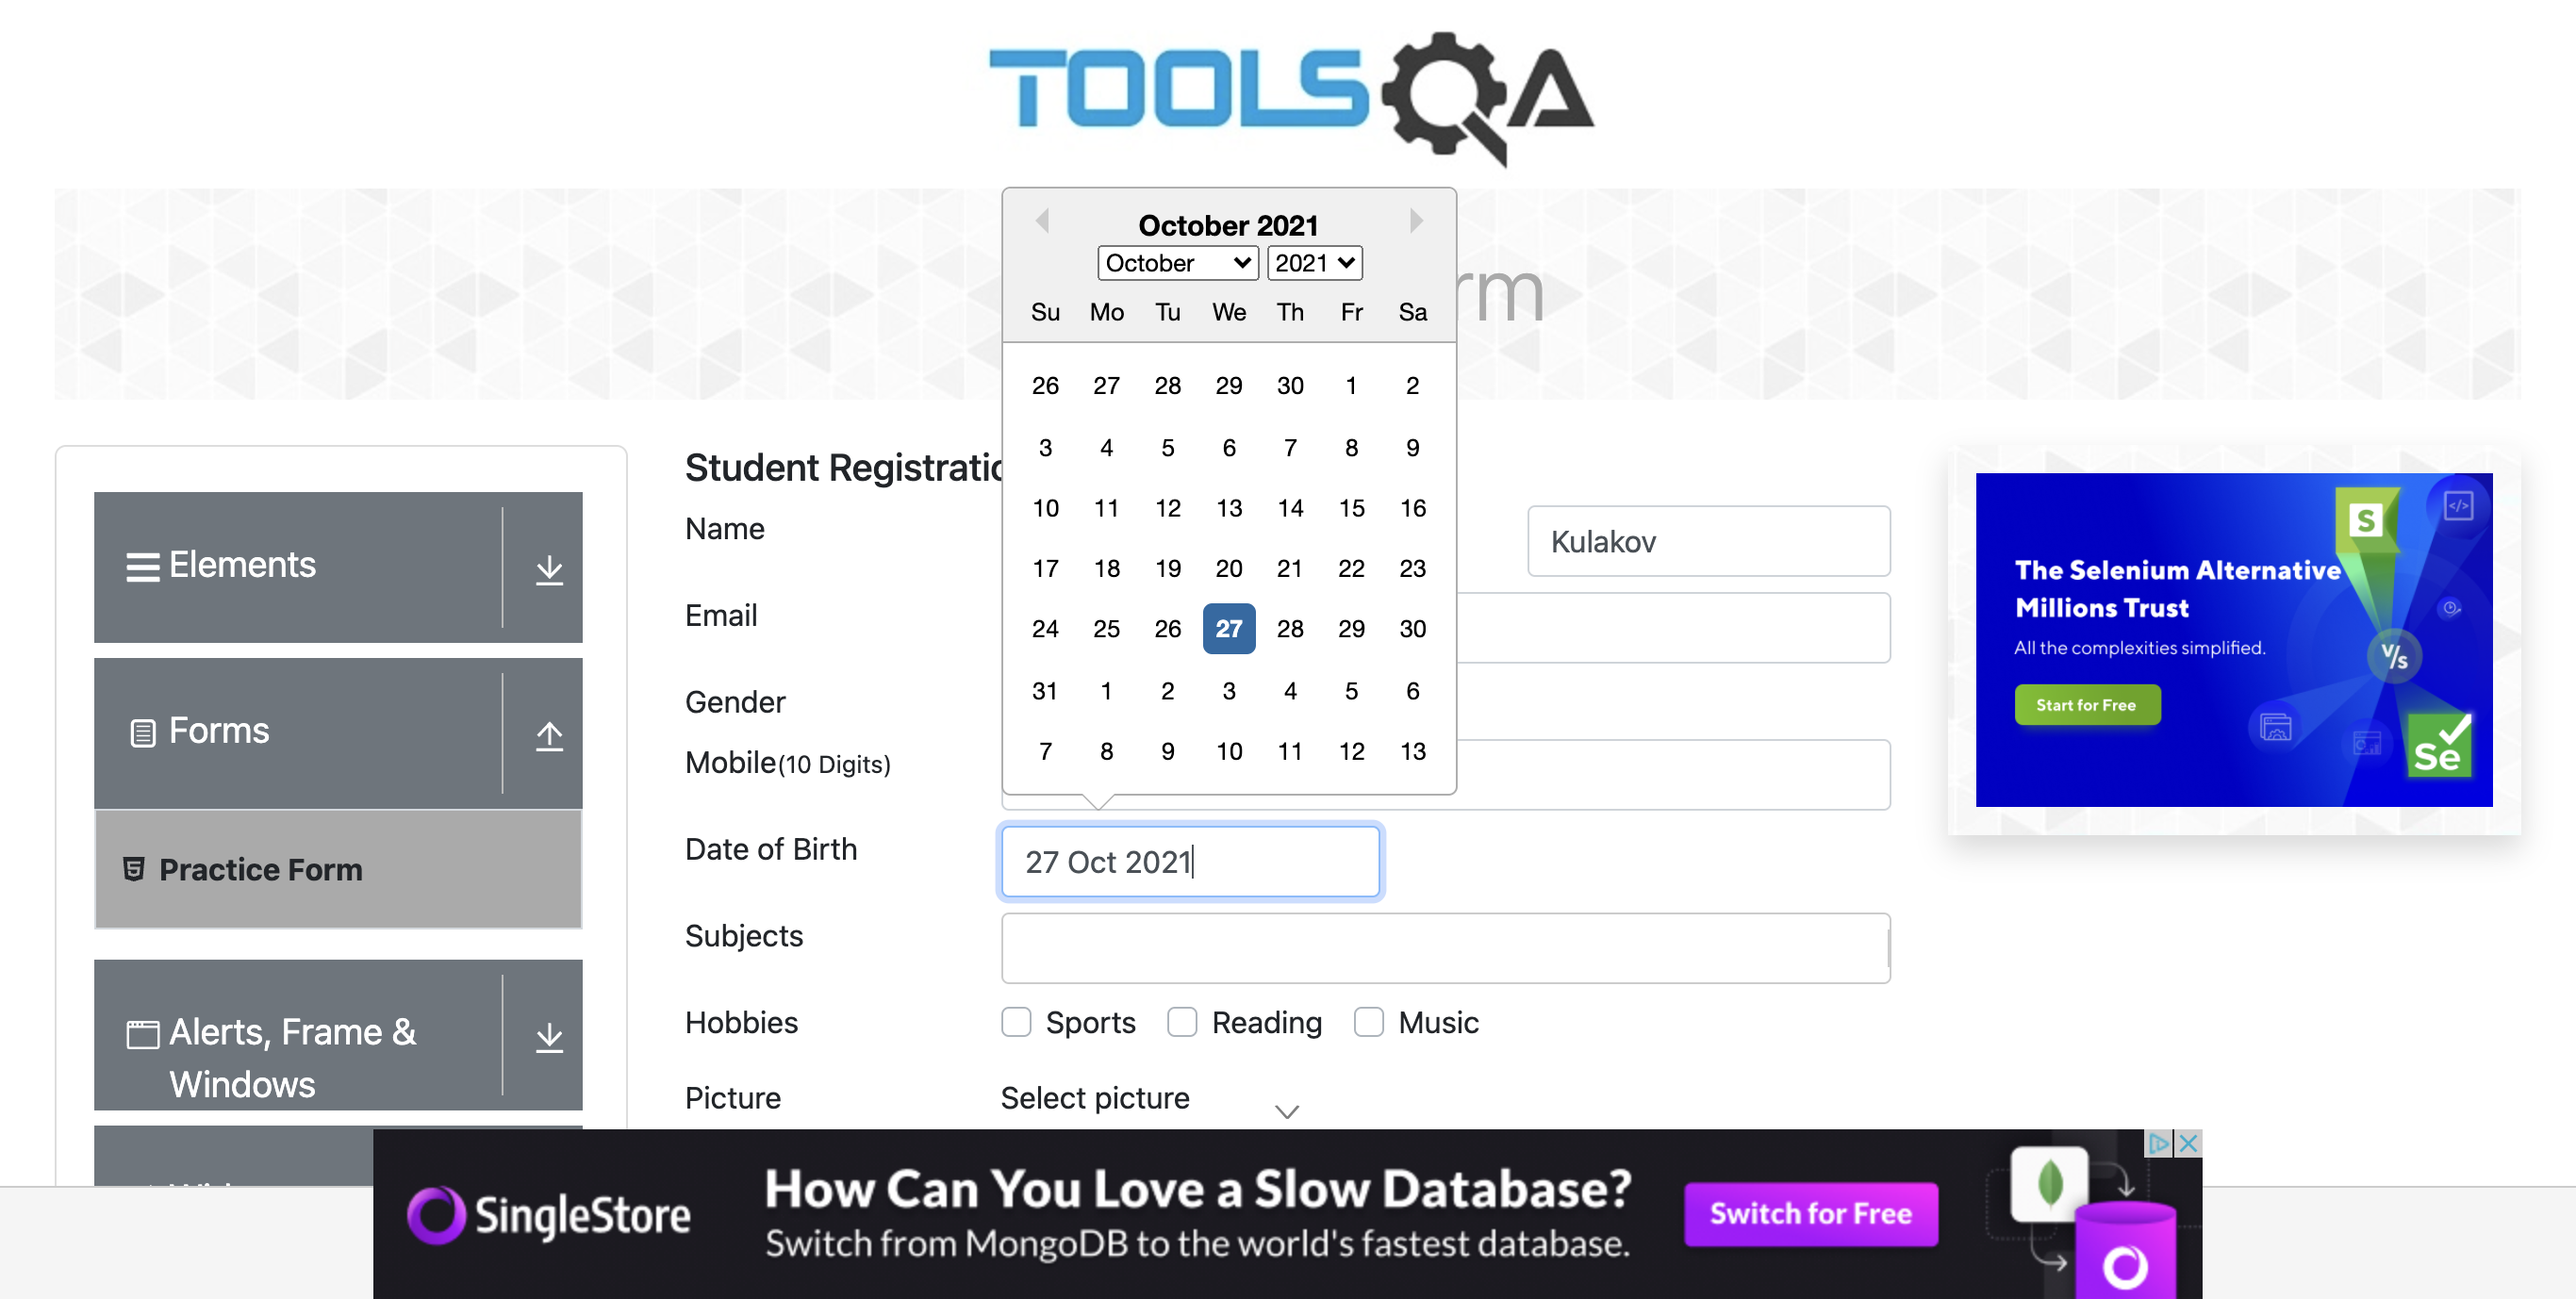 TOOLSQA
October 2021
October 2021
rm
Su Mo Tu We Th Fr Sa
26 27 28 29 30 1 2
3 4 5 6 7 8 9
10 11 12 13 14 15 16
17 18 19 20 21 22 23
24 25 26 27 28 29 30
31 1 2 3 4 5 6
7 8 9 10 11 12 13
Elements
Forms
Practice Form
Alerts, Frame &
Windows
Student Registratio
Name
Kulakov
Email
Gender
Mobile(10 Digits)
Date of Birth
27 Oct 2021
Subjects
Hobbies
Sports Reading Music
Picture
Select picture
S
</>
The Selenium Alternative
Millions Trust
All the complexities simplified.
V/s
Start for Free
Se
SingleStore
How Can You Love a Slow Database?
Switch from MongoDB to the world's fastest database.
Switch for Free